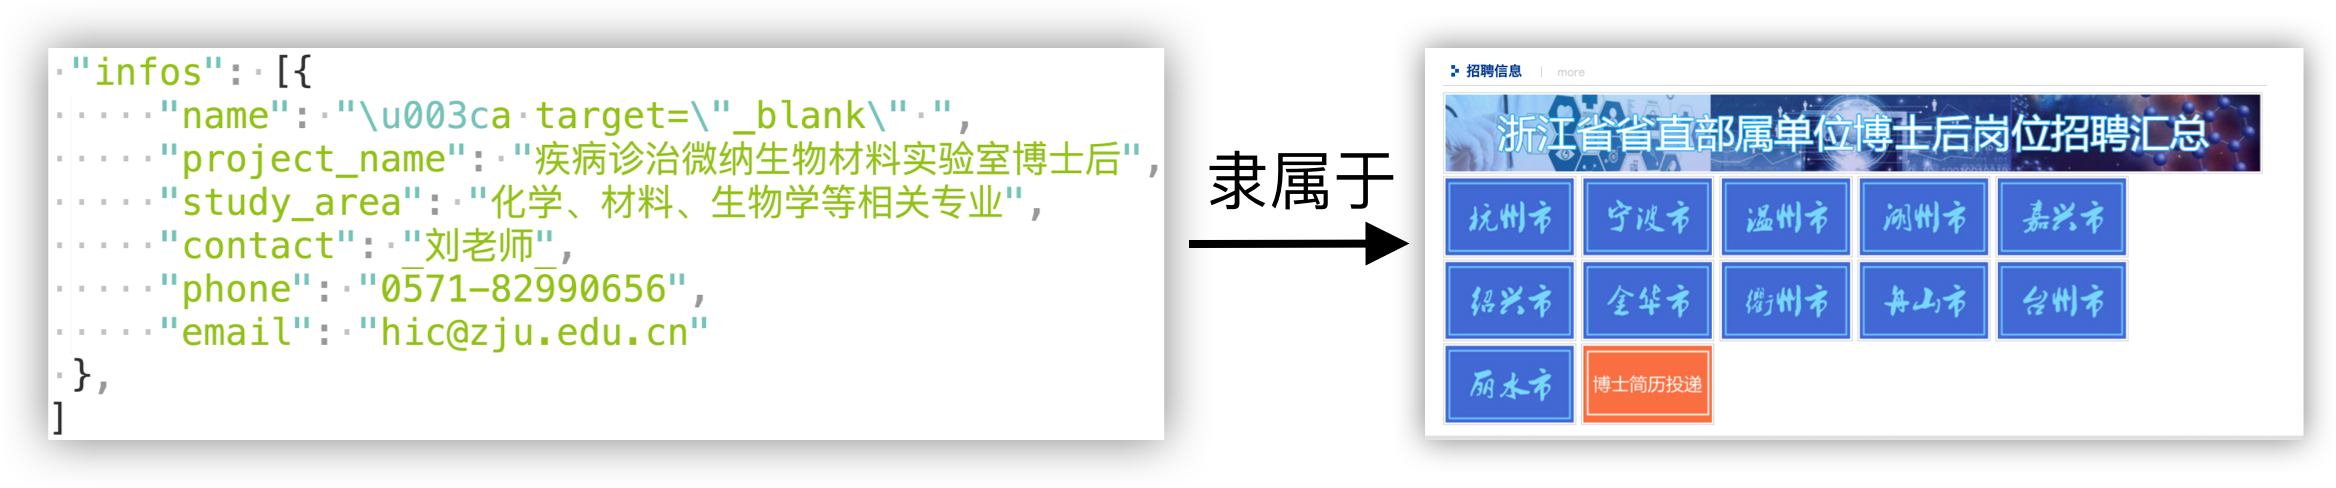 "infos": [{
"name": "\u003ca target=\"_blank\" ",
"project_name": "疾病诊治微纳生物材料实验室博士后",
"study_area": "化学、材料、生物学等相关专业",
"contact": "_刘老师_",
"phone": "0571-82990656",
"email": "hic@zju.edu.cn"
},
]
隶属于
招聘信息 | more
浙江省省直部属单位博士后岗位招聘汇总
杭州市 宁波市 温州市 湖州市 嘉兴市
绍兴市 金华市 衢州市 舟山市 台州市
丽水市 博士简历投递